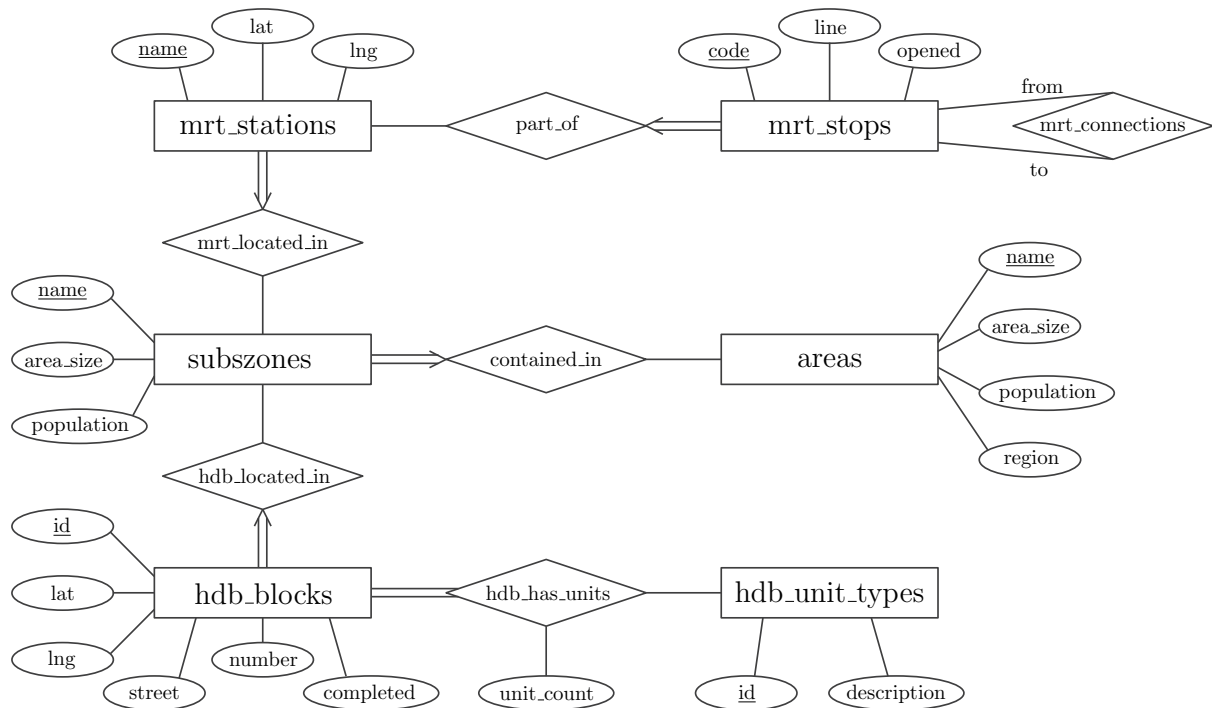 lat
line
name
lng
code
opened
from
mrt_stations
part_of
mrt_stops
mrt_connections
to
mrt_located_in
name
name
area_size
area_size
subszones
contained_in
areas
population
population
region
hdb_located_in
id
lat
hdb_blocks
hdb_has_units
hdb_unit_types
lng
number
street
completed
unit_count
id
description